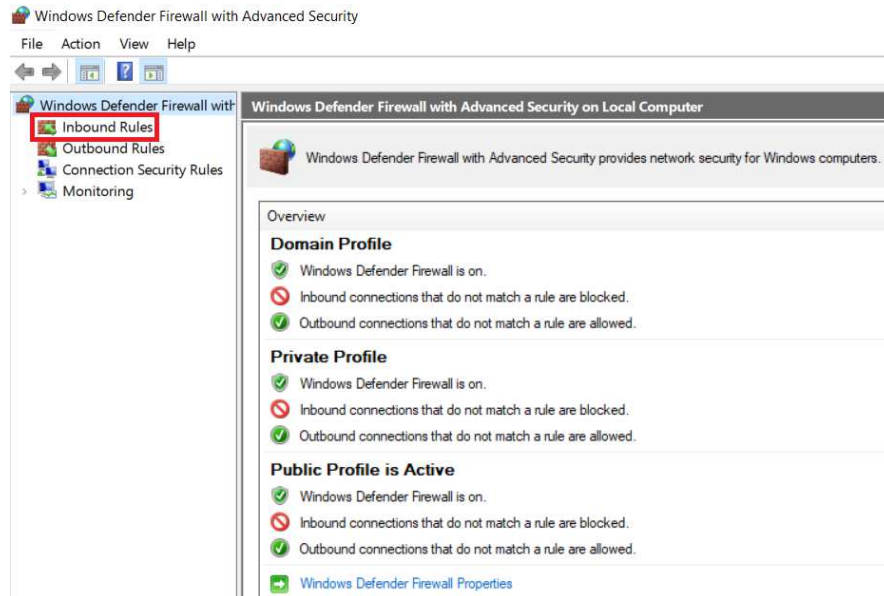 Windows Defender Firewall with Advanced Security
File Action View Help
Windows Defender Firewall with
Inbound Rules
Outbound Rules
Connection Security Rules
Monitoring
Windows Defender Firewall with Advanced Security on Local Computer
Windows Defender Firewall with Advanced Security provides network security for Windows computers.
Overview
Domain Profile
Windows Defender Firewall is on.
Inbound connections that do not match a rule are blocked.
Outbound connections that do not match a rule are allowed.
Private Profile
Windows Defender Firewall is on.
Inbound connections that do not match a rule are blocked.
Outbound connections that do not match a rule are allowed.
Public Profile is Active
Windows Defender Firewall is on.
Inbound connections that do not match a rule are blocked.
Outbound connections that do not match a rule are allowed.
Windows Defender Firewall Properties